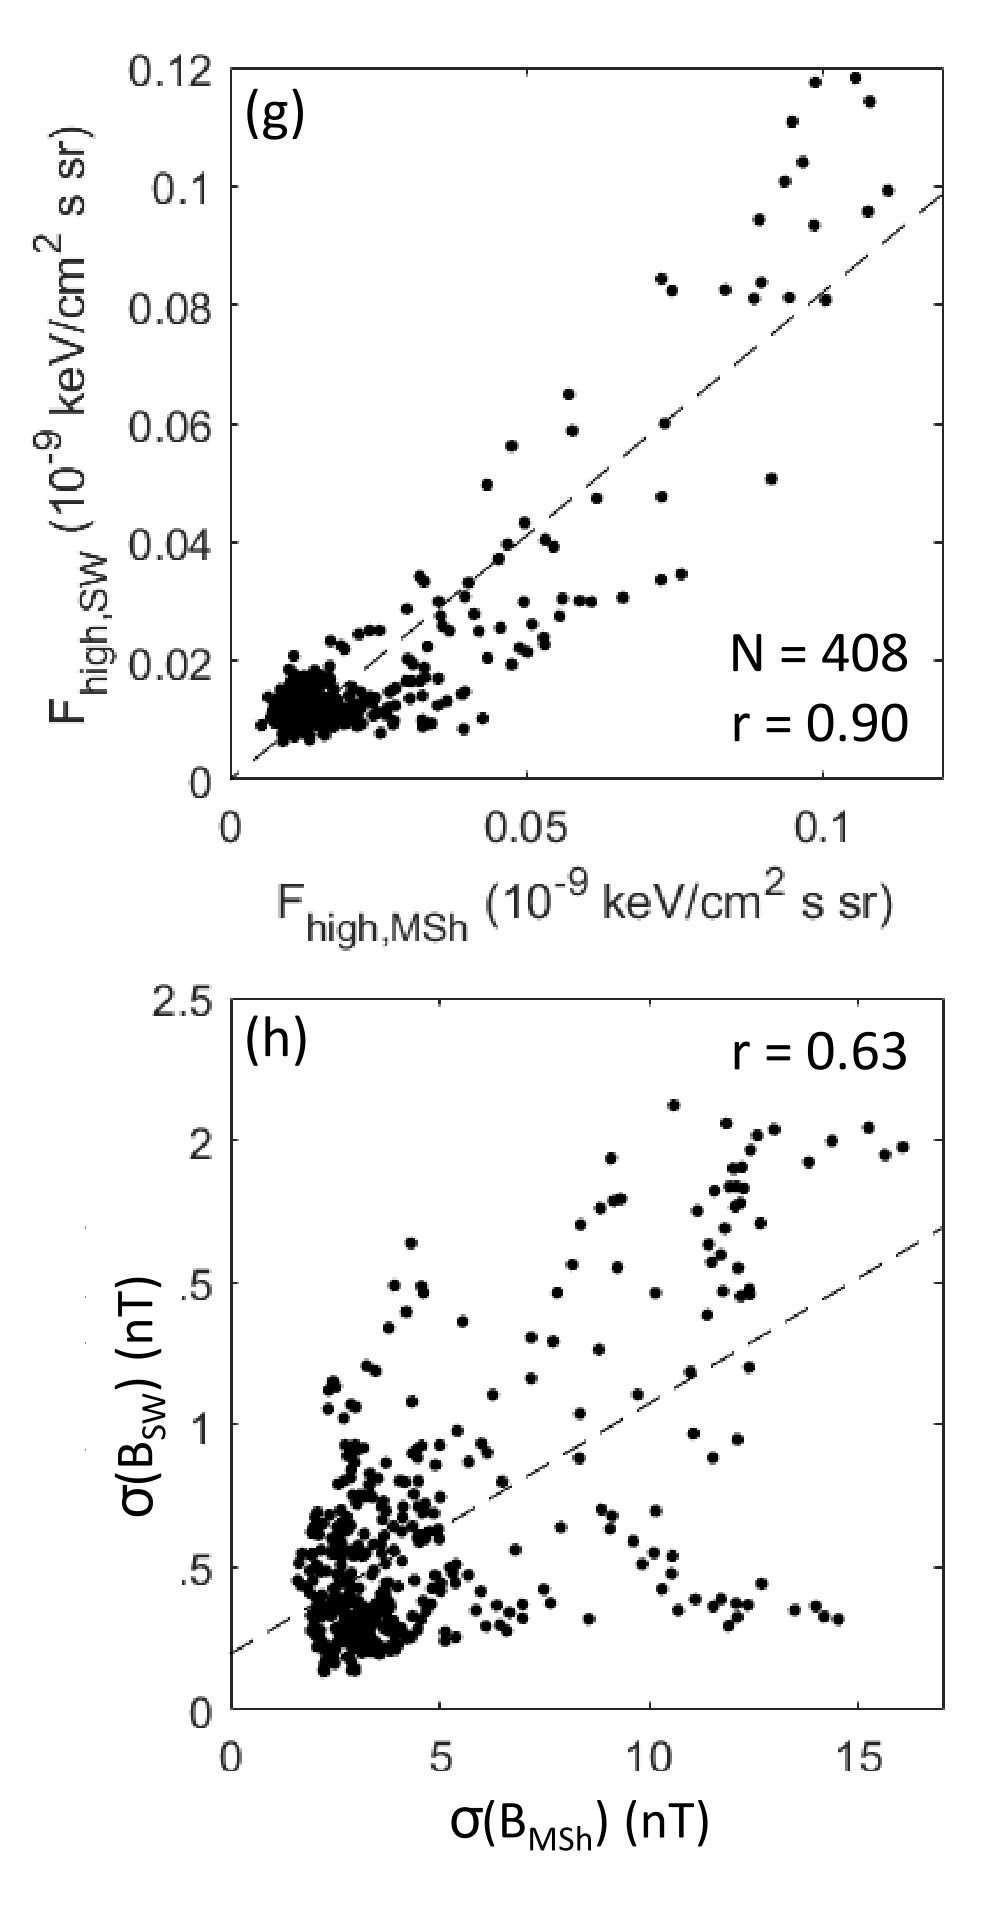 0.12
(g)
0.1
0.08
0.06
0.04
0.02
0
F_high,SW (10^-9 keV/cm^2 s sr)
N = 408
r = 0.90
0
0.05
0.1
F_high,MSh (10^-9 keV/cm^2 s sr)
2.5
(h)
r = 0.63
2
.5
1
.5
0
σ(B_SW) (nT)
0
5
10
15
σ(B_MSh) (nT)